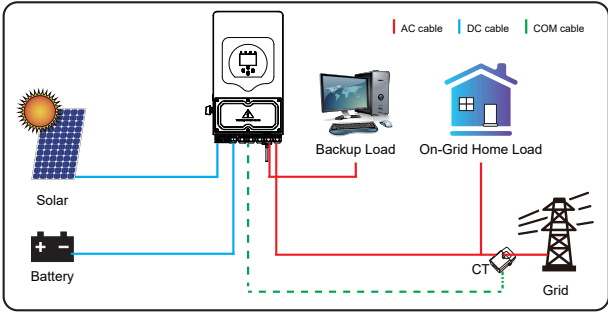 AC cable
DC cable
COM cable
Backup Load
On-Grid Home Load
Solar
CT
Battery
Grid